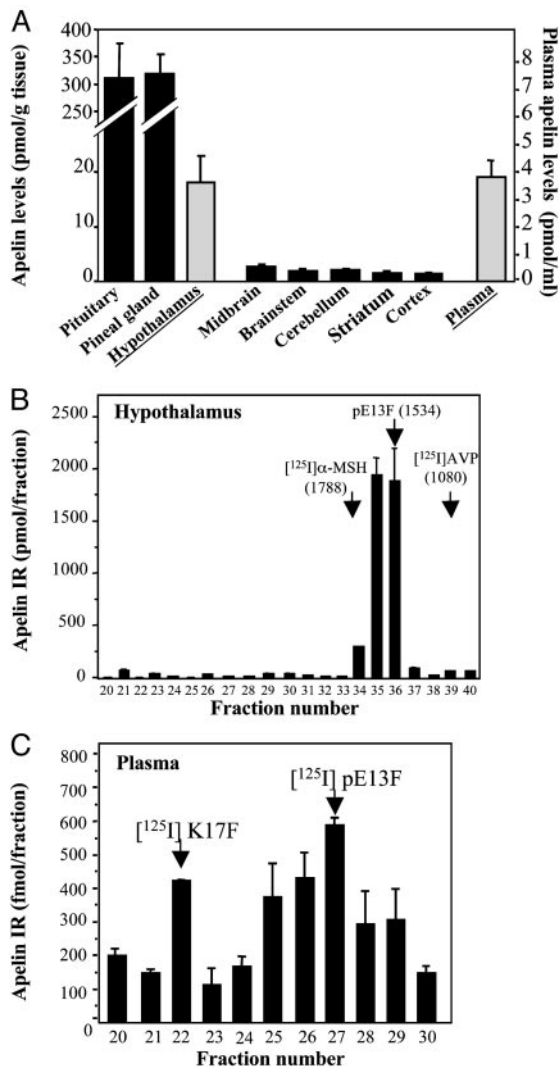 A
Apelin levels (pmol/g tissue)
400
350
300
250
20
10
0
Plasma apelin levels (pmol/ml)
8
7
6
5
4
3
2
1
0
Pituitary
Pineal gland
Hypothalamus
Midbrain
Brainstem
Cerebellum
Striatum
Cortex
Plasma
B
Hypothalamus
pE13F (1534)
[¹²⁵I]α-MSH
(1788)
[¹²⁵I]AVP
(1080)
Apelin IR (pmol/fraction)
2500
2000
1500
1000
500
0
20 21 22 23 24 25 26 27 28 29 30 31 32 33 34 35 36 37 38 39 40
Fraction number
C
Plasma
[¹²⁵I] pE13F
[¹²⁵I] K17F
Apelin IR (fmol/fraction)
800
700
600
500
400
300
200
100
0
20 21 22 23 24 25 26 27 28 29 30
Fraction number